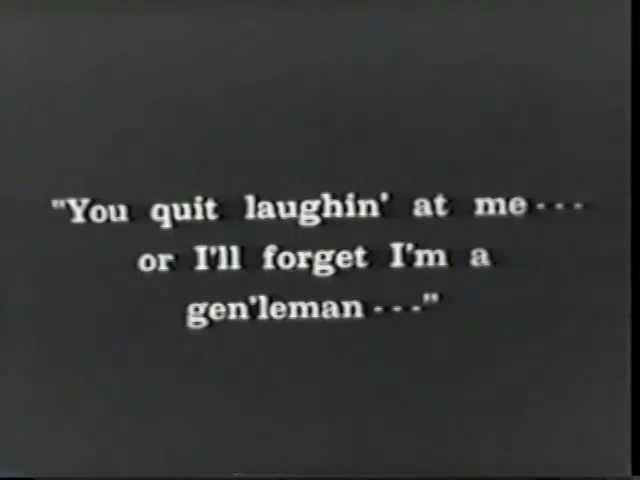 "You quit laughin' at me - - -
or I'll forget I'm a
gen'leman - - -"